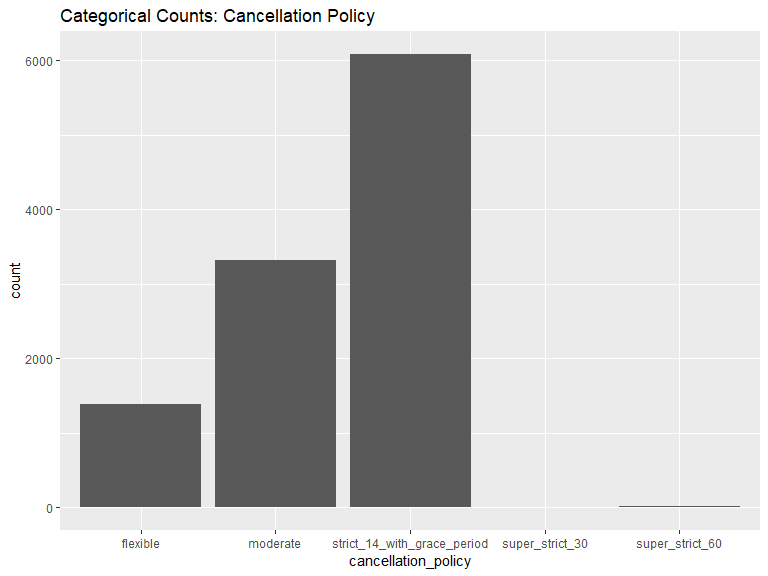 Categorical Counts: Cancellation Policy
6000
4000
2000
0
count
flexible moderate strict_14_with_grace_period super_strict_30 super_strict_60
cancellation_policy